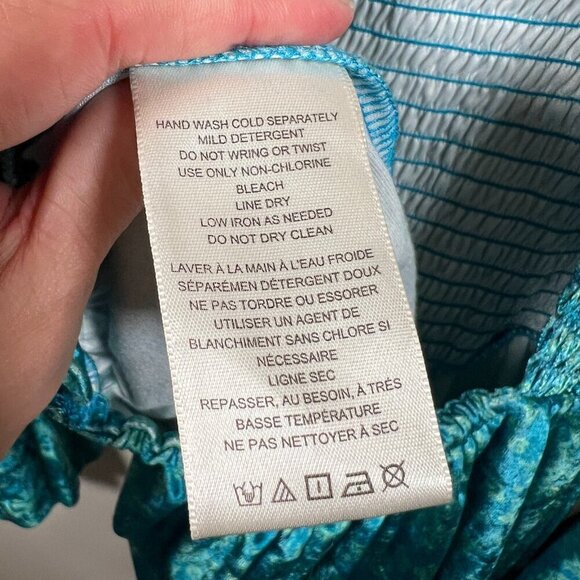 HAND WASH COLD SEPARATELY
MILD DETERGENT
DO NOT WRING OR TWIST
USE ONLY NON-CHLORINE
BLEACH
LINE DRY
LOW IRON AS NEEDED
DO NOT DRY CLEAN
LAVER À LA MAIN À L'EAU FROIDE
SÉPARÉMEN DÉTERGENT DOUX
NE PAS TORDRE OU ESSORER
UTILISER UN AGENT DE
BLANCHIMENT SANS CHLORE SI
NÉCESSAIRE
LIGNE SEC
REPASSER, AU BESOIN, À TRÈS
BASSE TEMPÉRATURE
NE PAS NETTOYER À SEC